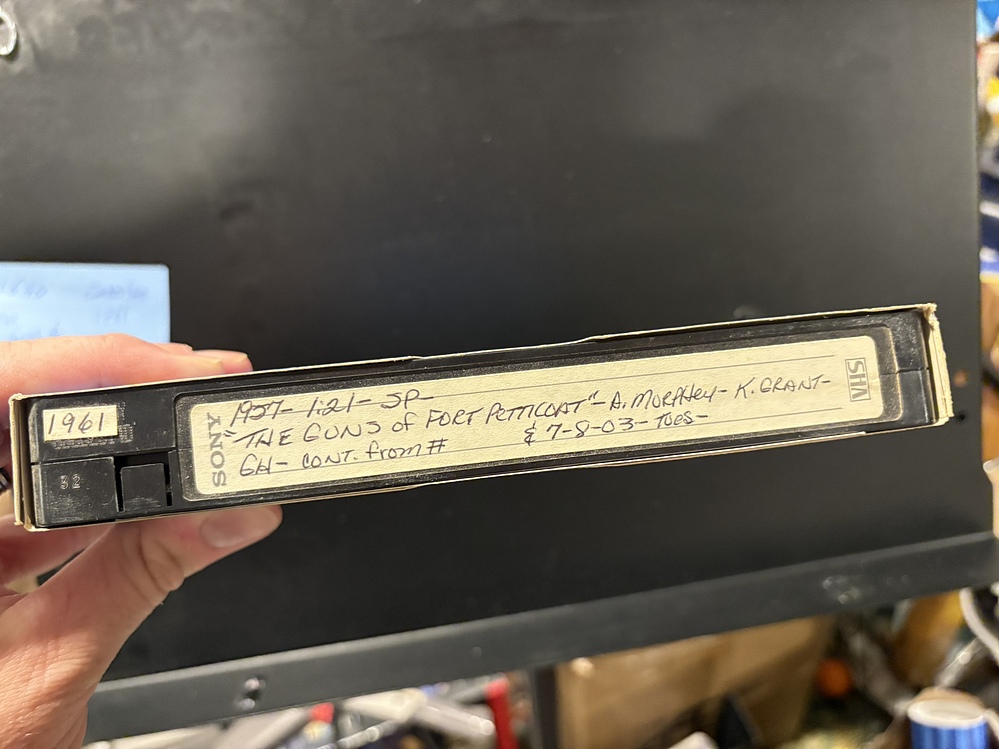 1961
32
SONY
1957- 1:21- SP-
"THE GUNS of FORT PETTICOAT"- A. MURPHEY- K. GRANT-
GH- CONT. from # & 7-8-03- TUES-
VHS